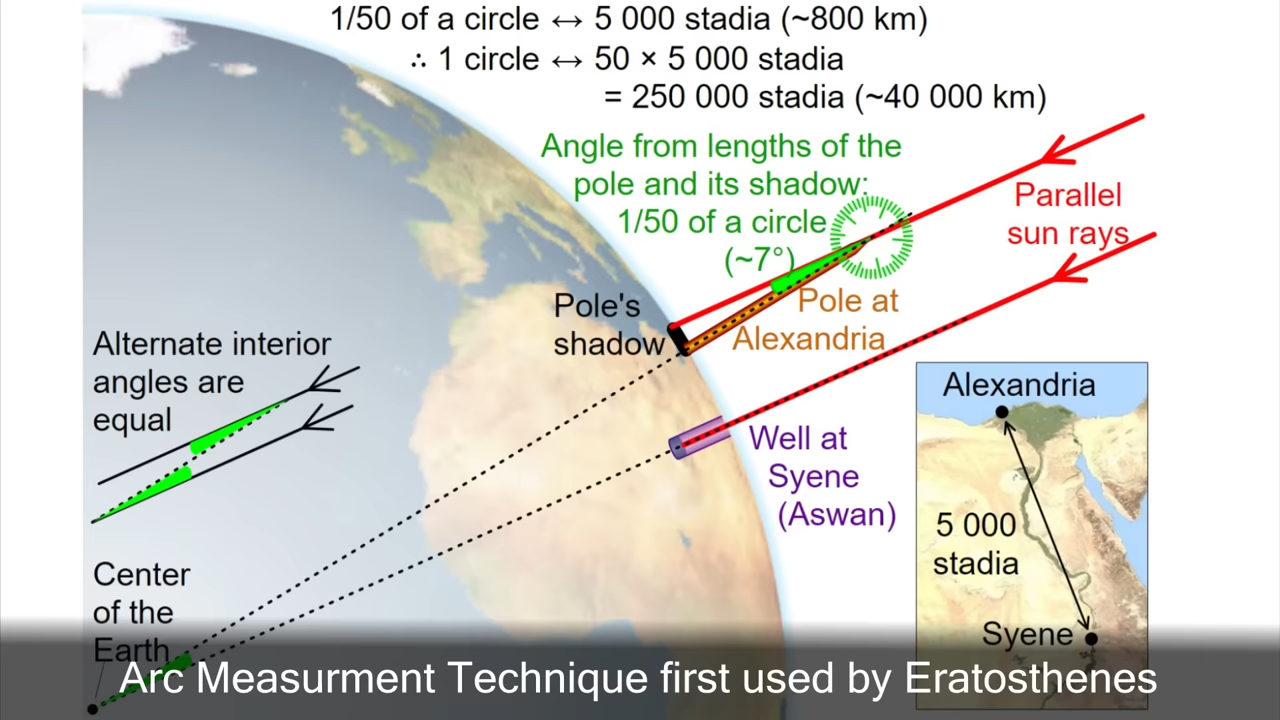 1/50 of a circle ↔ 5 000 stadia (~800 km)
∴ 1 circle ↔ 50 × 5 000 stadia
= 250 000 stadia (~40 000 km)
Angle from lengths of the
pole and its shadow:
1/50 of a circle
(~7°)
Parallel
sun rays
Pole's
shadow
Pole at
Alexandria
Alternate interior
angles are
equal
Well at
Syene
(Aswan)
Alexandria
5 000
stadia
Syene
Center
of the
Earth
Arc Measurment Technique first used by Eratosthenes